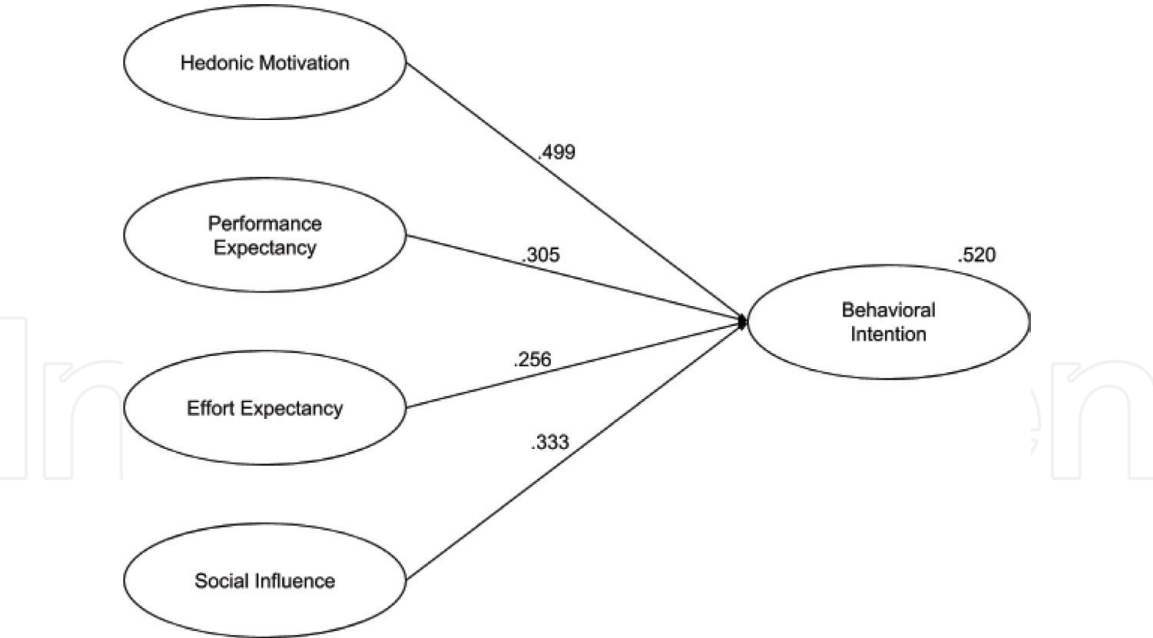 Hedonic Motivation
.499
Performance
Expectancy
.305
.520
Behavioral
Intention
.256
Effort Expectancy
.333
Social Influence